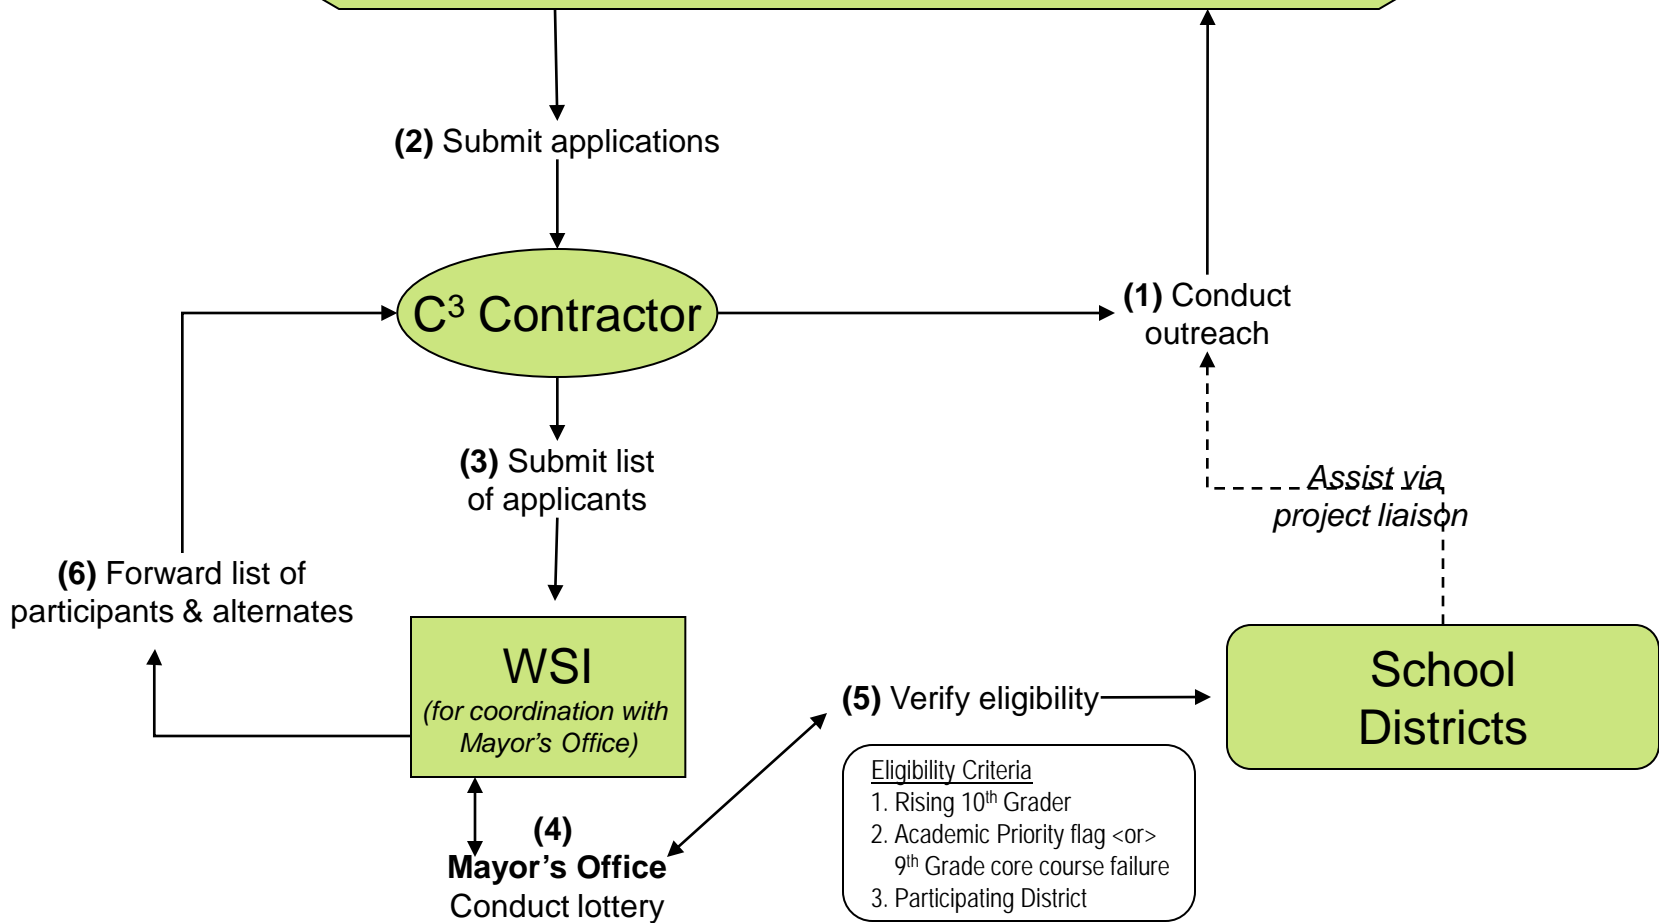 (2) Submit applications
C³ Contractor
(1) Conduct
outreach
(3) Submit list
of applicants
Assist via
project liaison
(6) Forward list of
participants & alternates
WSI
(for coordination with
Mayor’s Office)
(5) Verify eligibility
School
Districts
Eligibility Criteria
1. Rising 10th Grader
2. Academic Priority flag <or>
9th Grade core course failure
3. Participating District
(4)
Mayor’s Office
Conduct lottery